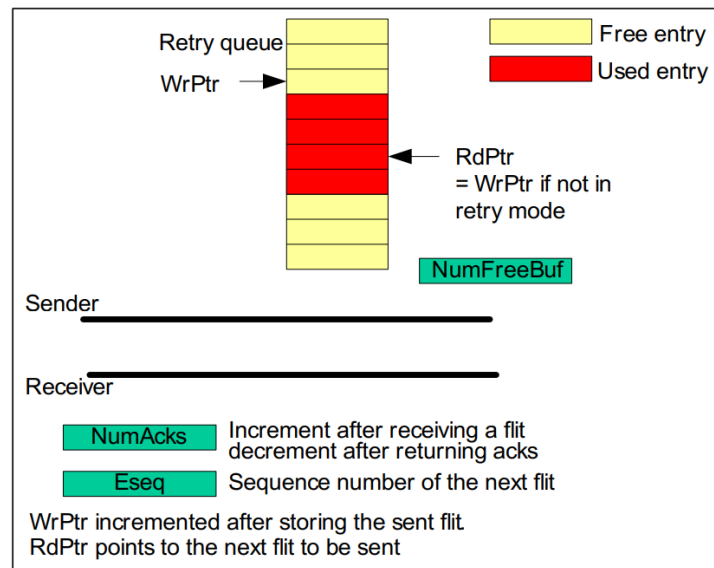 Retry queue
Free entry
WrPtr
Used entry
RdPtr
= WrPtr if not in
retry mode
NumFreeBuf
Sender
Receiver
NumAcks
Increment after receiving a flit
decrement after returning acks
Eseq
Sequence number of the next flit
WrPtr incremented after storing the sent flit.
RdPtr points to the next flit to be sent